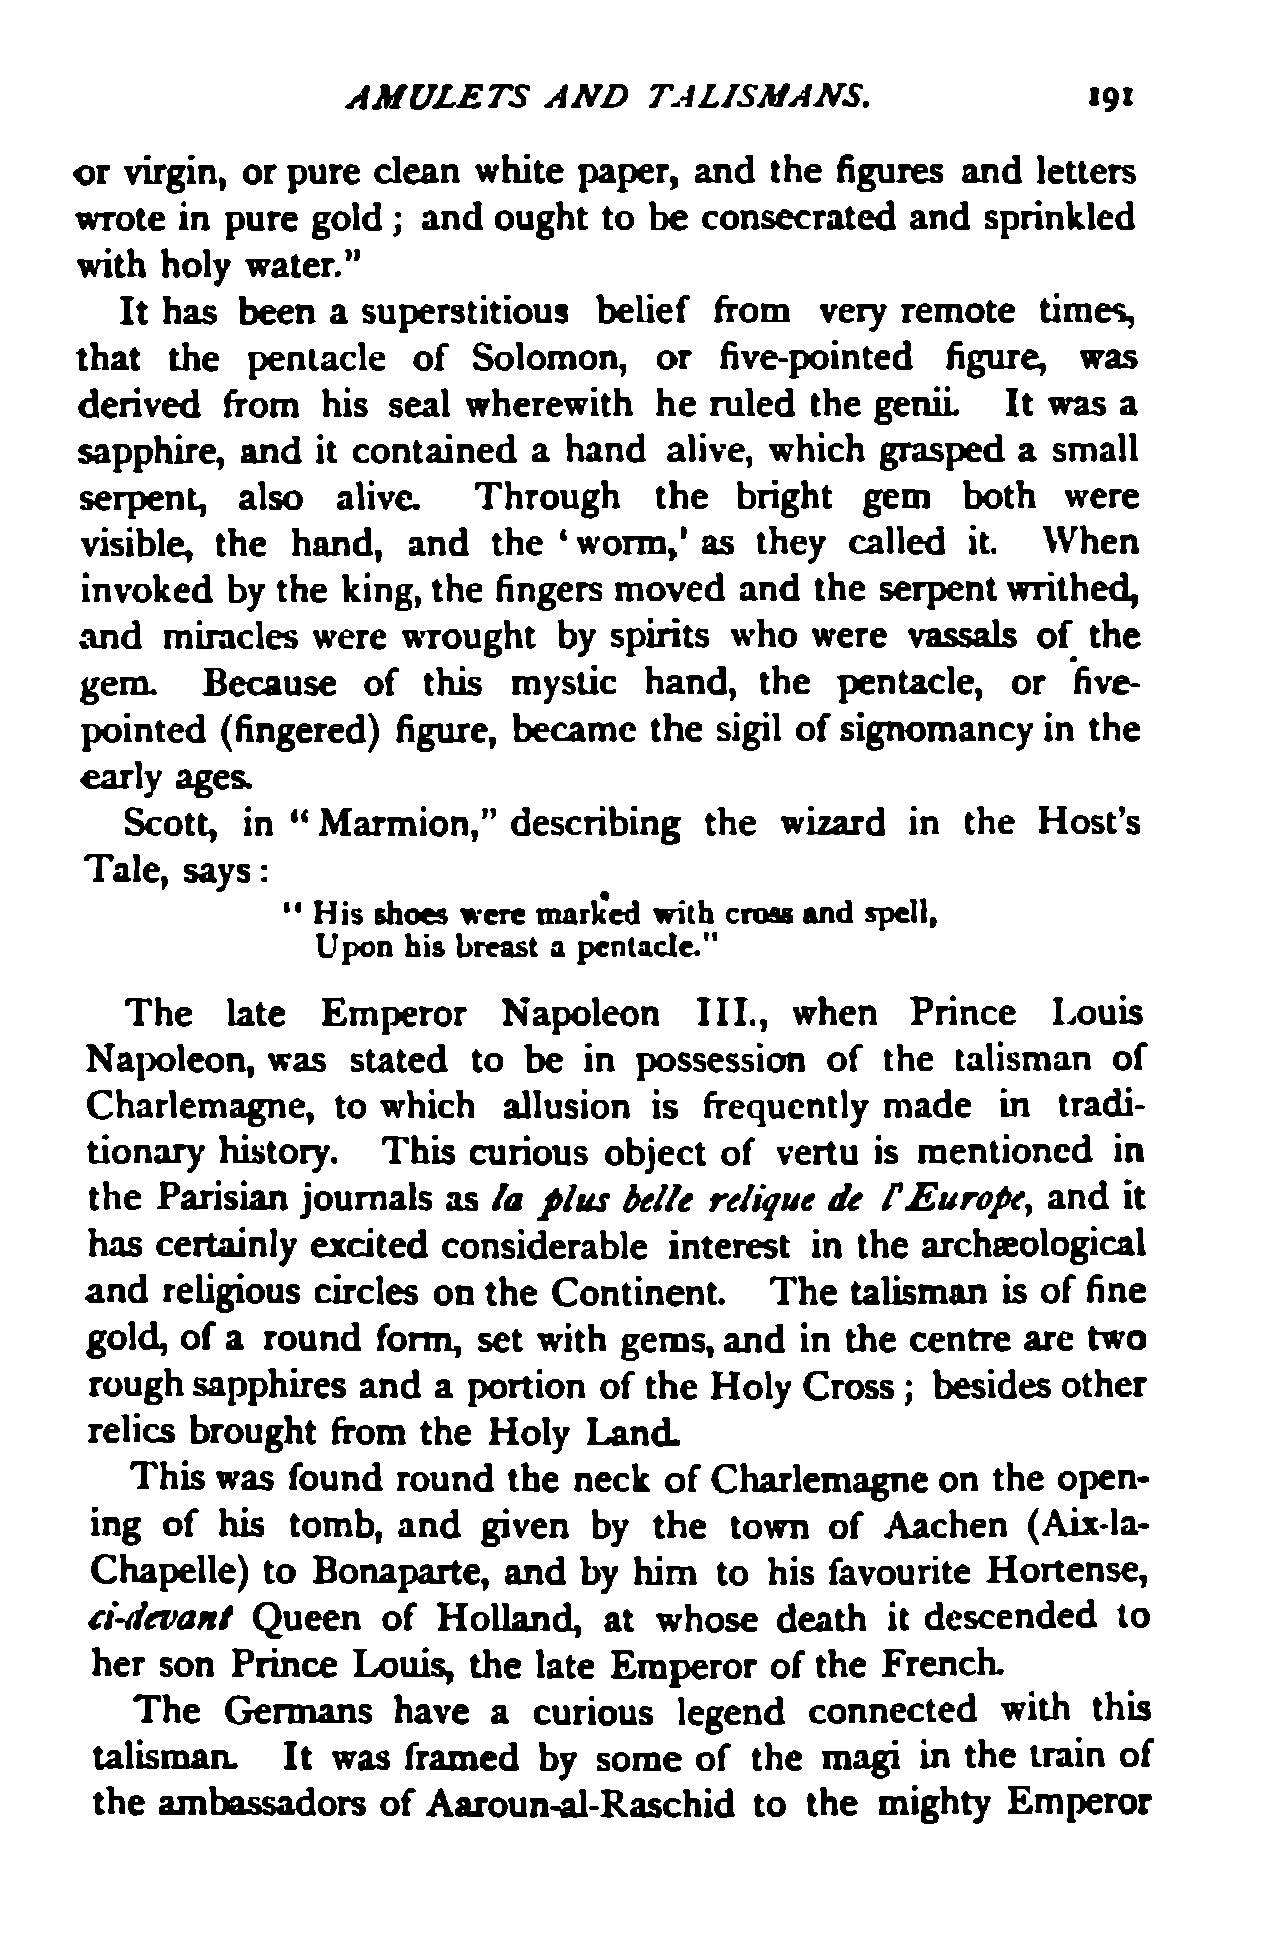 AMULETS AND TALISMANS. 191
or virgin, or pure clean white paper, and the figures and letters
wrote in pure gold ; and ought to be consecrated and sprinkled
with holy water."
It has been a superstitious belief from very remote times,
that the pentacle of Solomon, or five-pointed figure, was
derived from his seal wherewith he ruled the genii. It was a
sapphire, and it contained a hand alive, which grasped a small
serpent, also alive. Through the bright gem both were
visible, the hand, and the ' worm,' as they called it. When
invoked by the king, the fingers moved and the serpent writhed,
and miracles were wrought by spirits who were vassals of the
gem. Because of this mystic hand, the pentacle, or five-
pointed (fingered) figure, became the sigil of signomancy in the
early ages.
Scott, in " Marmion," describing the wizard in the Host's
Tale, says :
" His shoes were marked with cross and spell,
Upon his breast a pentacle."
The late Emperor Napoleon III., when Prince Louis
Napoleon, was stated to be in possession of the talisman of
Charlemagne, to which allusion is frequently made in tradi-
tionary history. This curious object of vertu is mentioned in
the Parisian journals as la plus belle relique de l'Europe, and it
has certainly excited considerable interest in the archæological
and religious circles on the Continent. The talisman is of fine
gold, of a round form, set with gems, and in the centre are two
rough sapphires and a portion of the Holy Cross ; besides other
relics brought from the Holy Land.
This was found round the neck of Charlemagne on the open-
ing of his tomb, and given by the town of Aachen (Aix-la-
Chapelle) to Bonaparte, and by him to his favourite Hortense,
ci-devant Queen of Holland, at whose death it descended to
her son Prince Louis, the late Emperor of the French.
The Germans have a curious legend connected with this
talisman. It was framed by some of the magi in the train of
the ambassadors of Aaroun-al-Raschid to the mighty Emperor